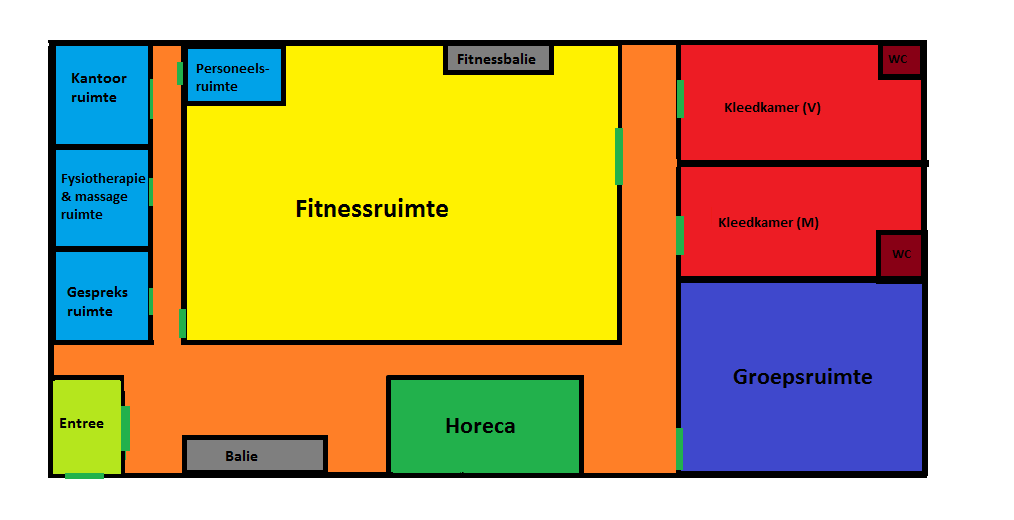 Kantoor
ruimte
Personeels-
ruimte
Fitnessbalie
WC
Kleedkamer (V)
Fysiotherapie
& massage
ruimte
Fitnessruimte
Kleedkamer (M)
WC
Gespreks
ruimte
Groepsruimte
Entree
Balie
Horeca